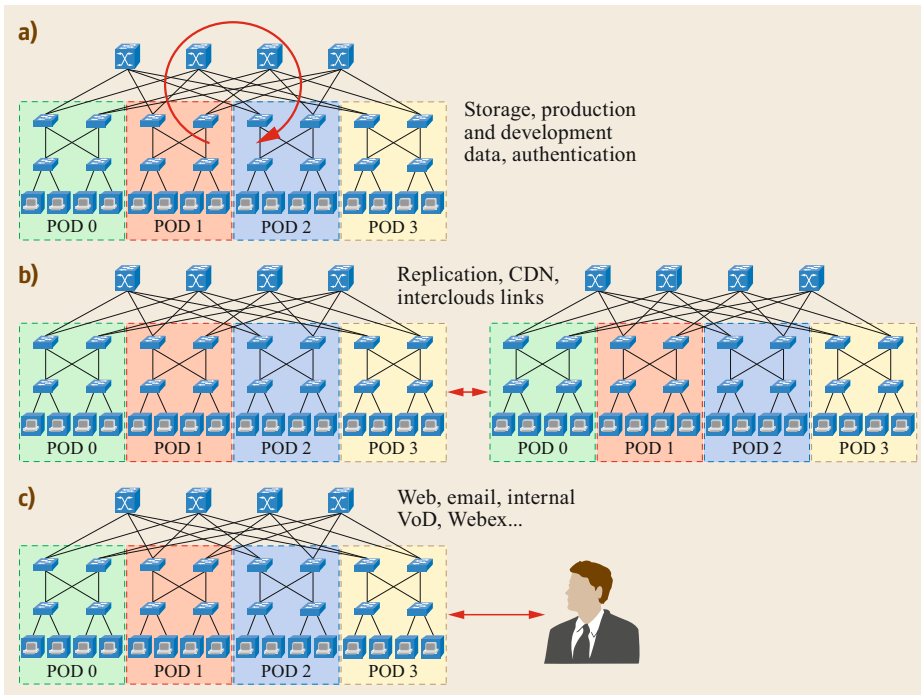 a)
Storage, production
and development
data, authentication
POD 0 POD 1 POD 2 POD 3
b)
Replication, CDN,
interclouds links
POD 0 POD 1 POD 2 POD 3
POD 0 POD 1 POD 2 POD 3
c)
Web, email, internal
VoD, Webex...
POD 0 POD 1 POD 2 POD 3